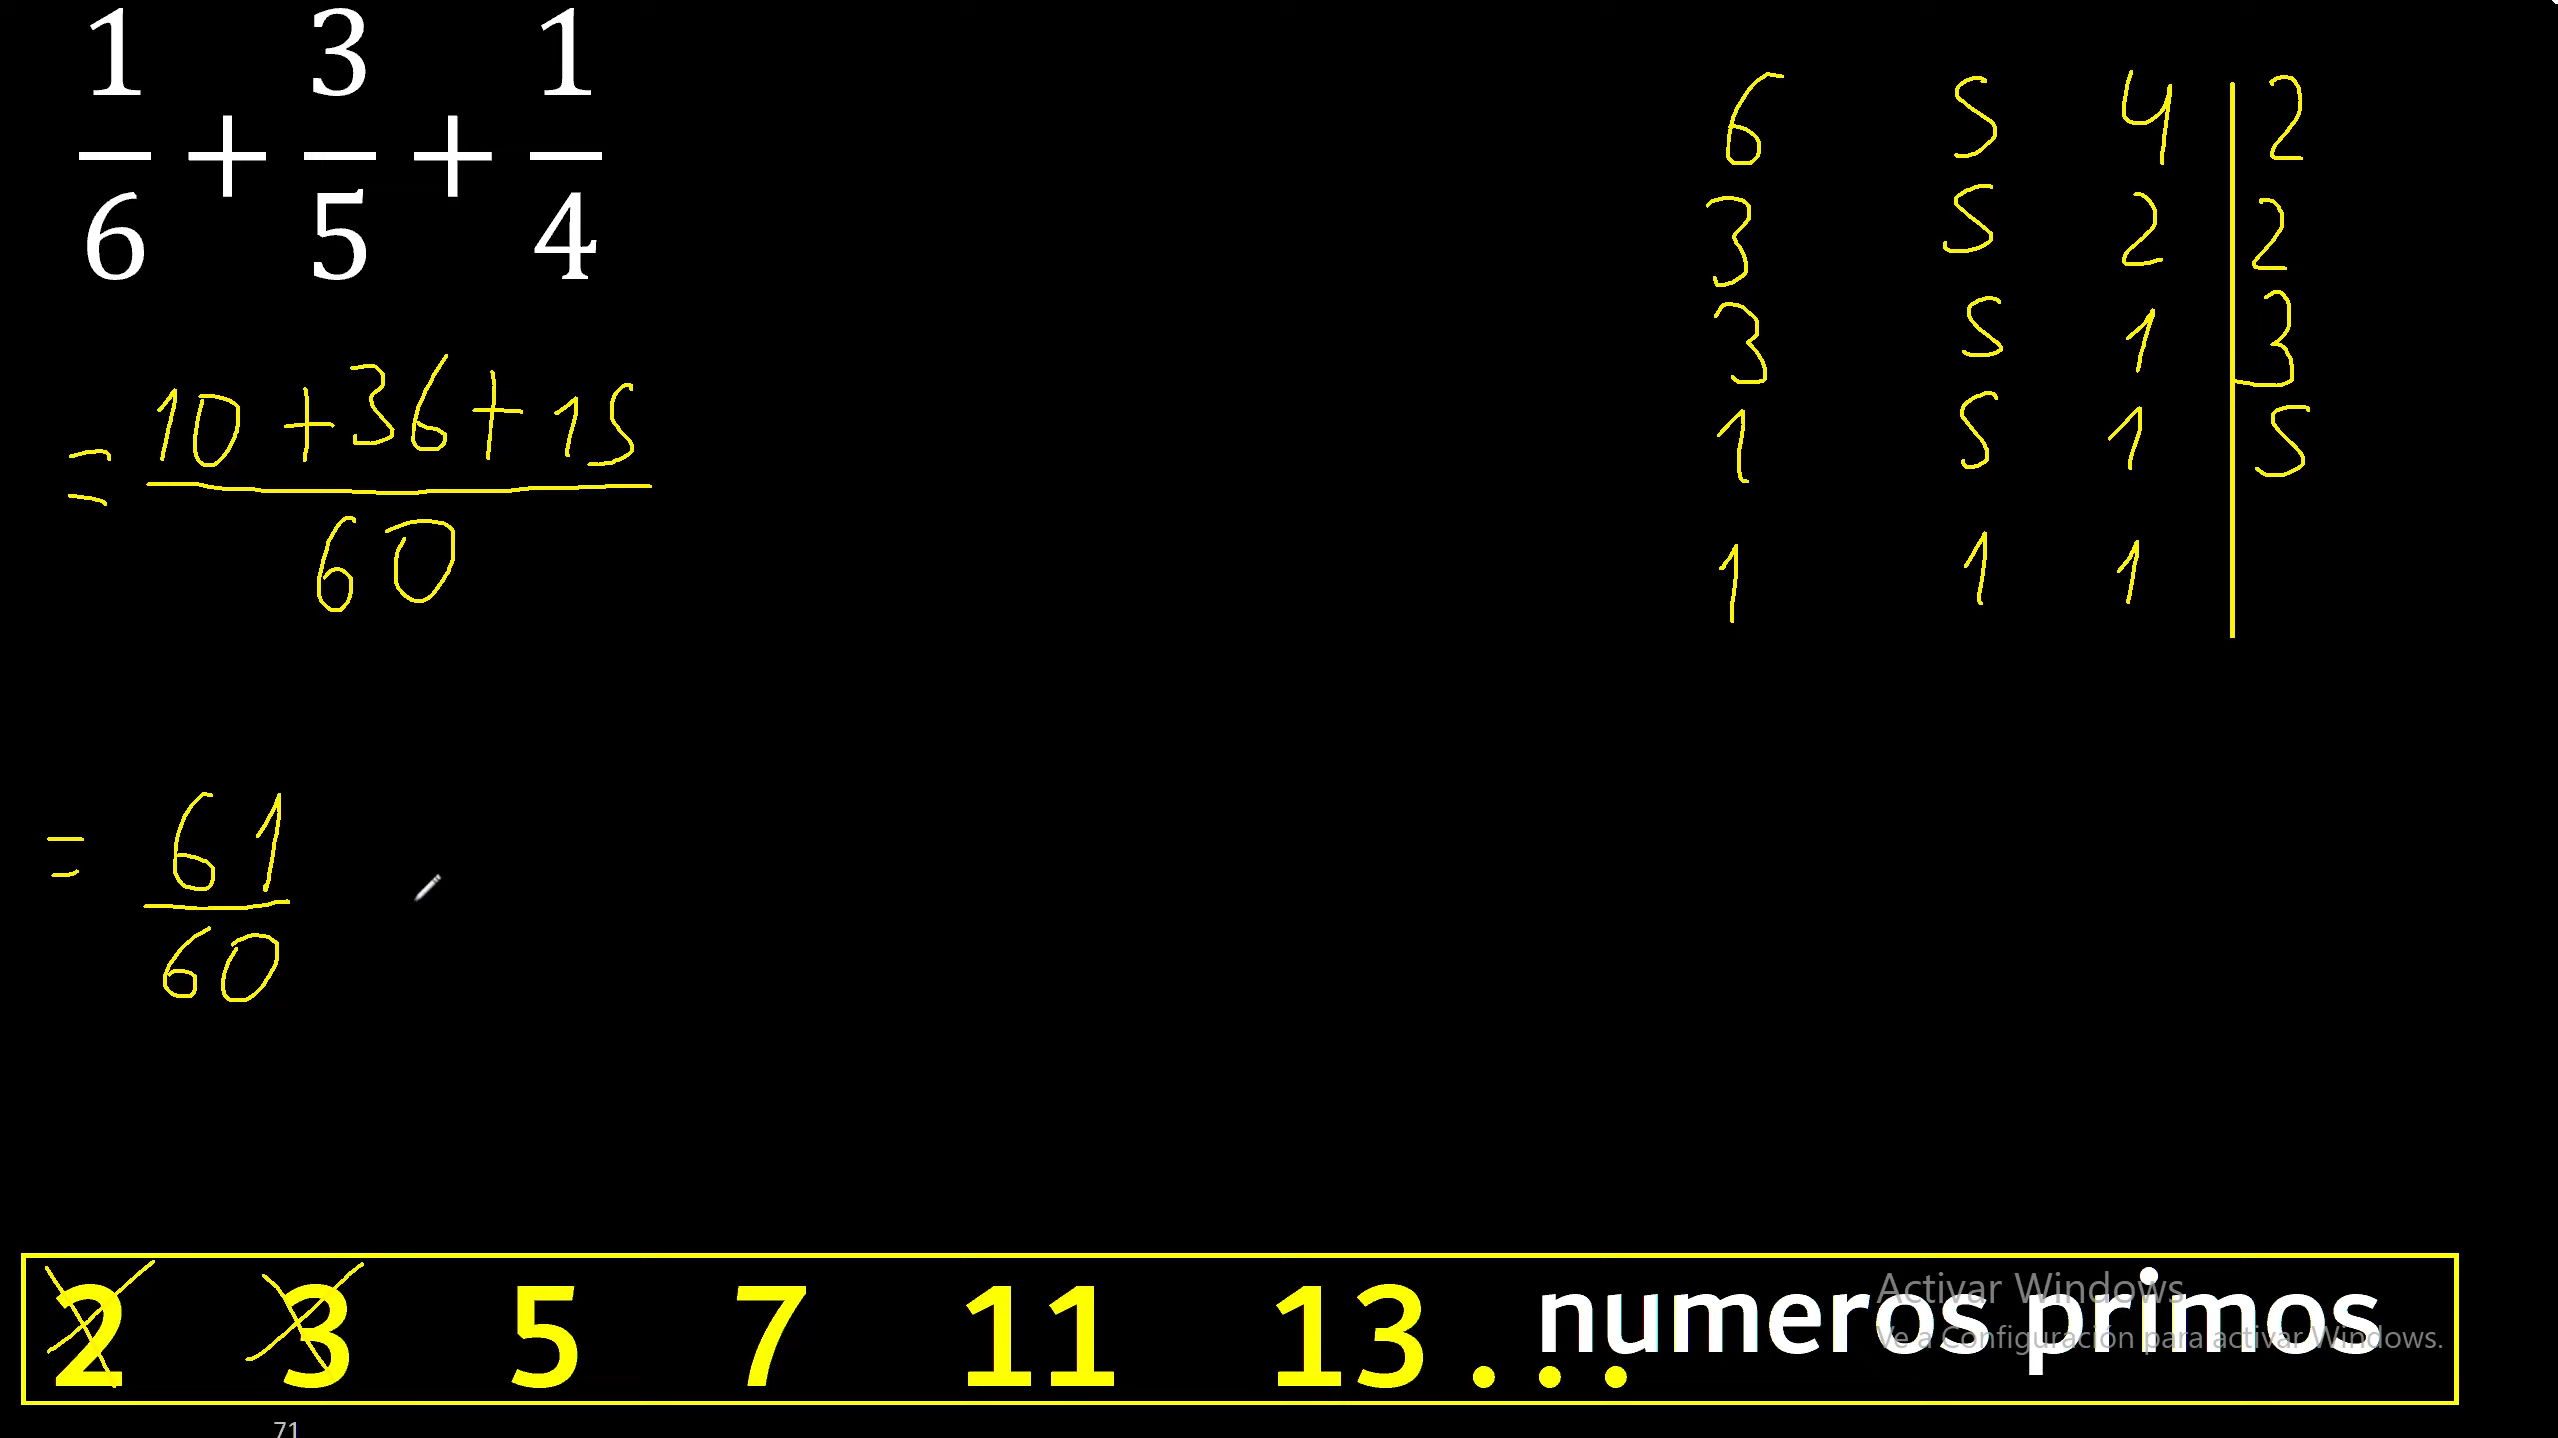 1/6 + 3/5 + 1/4
= (10 + 36 + 15)/60
= 61/60
6 5 4 | 2
3 5 2 | 2
3 5 1 | 3
1 5 1 | 5
1 1 1 |
2 3 5 7 11 13 ... numeros primos
Activar Windows
Ve a Configuración para activar Windows.
71